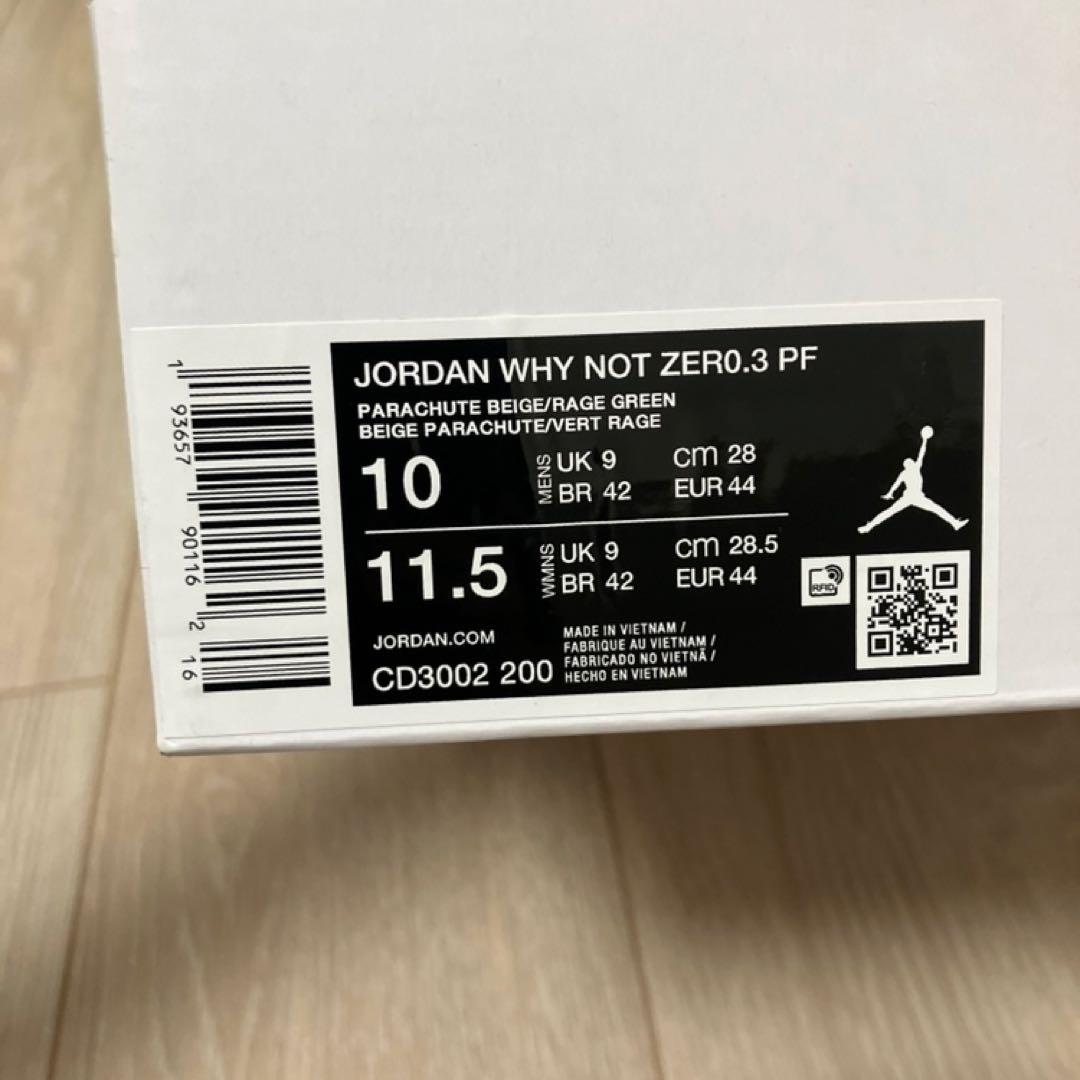 JORDAN WHY NOT ZER0.3 PF
PARACHUTE BEIGE/RAGE GREEN
BEIGE PARACHUTE/VERT RAGE
10 MENS UK 9 cm 28
BR 42 EUR 44
11.5 WMNS UK 9 cm 28.5
BR 42 EUR 44
RFID
JORDAN.COM
CD3002 200
MADE IN VIETNAM /
FABRIQUE AU VIETNAM /
FABRICADO NO VIETNÃ /
HECHO EN VIETNAM
1 93657 90116 2 16